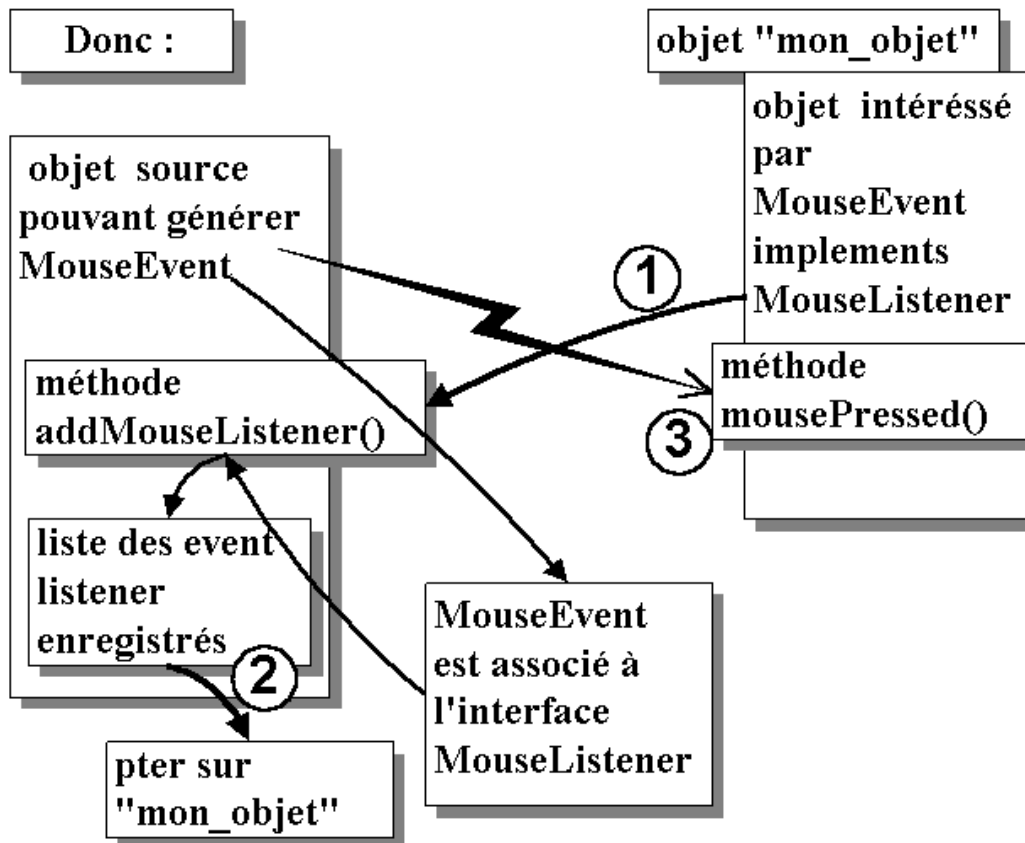 Donc :
objet "mon_objet"
objet intéréssé
par
MouseEvent
implements
MouseListener
objet source
pouvant générer
MouseEvent
1
méthode
addMouseListener()
méthode
mousePressed()
3
liste des event
listener
enregistrés
2
MouseEvent
est associé à
l'interface
MouseListener
pter sur
"mon_objet"